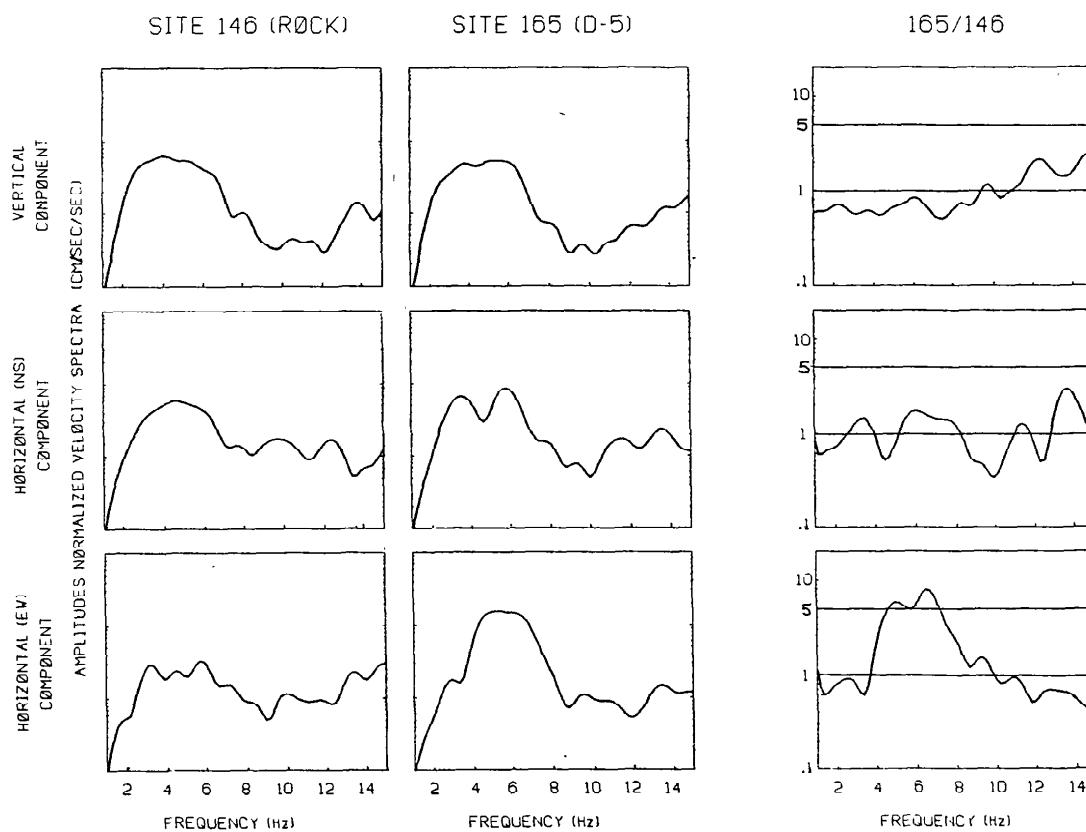 SITE 146 (RØCK)
SITE 165 (D-5)
165/146
VERTICAL
CØMPØNENT
HØRIZØNTAL (NS)
CØMPØNENT
HØRIZØNTAL (EW)
CØMPØNENT
AMPLITUDES NØRMALIZED VELØCITY SPECTRA (CM/SEC/SEC)
10
5
1
.1
10
5
1
.1
10
5
1
.1
2 4 6 8 10 12 14
2 4 6 8 10 12 14
2 4 6 8 10 12 14
FREQUENCY (Hz)
FREQUENCY (Hz)
FREQUENCY (Hz)